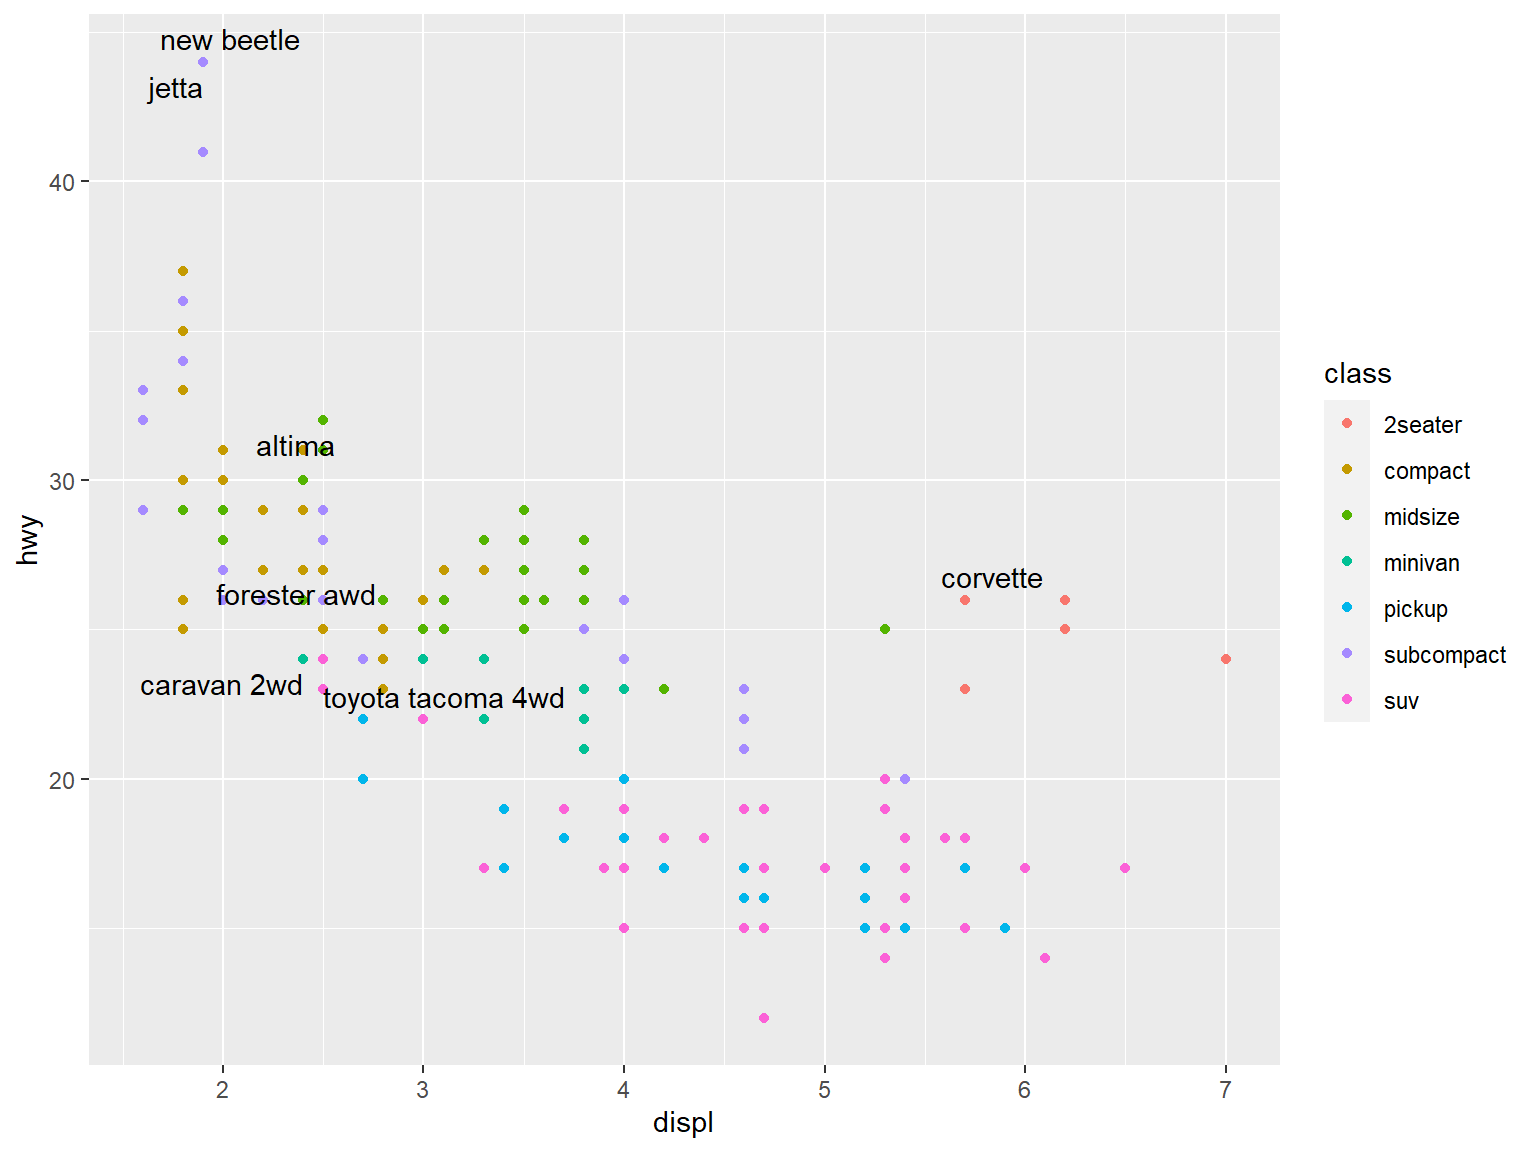 new beetle
jetta
40
altima
30
hwy
forester awd
corvette
caravan 2wd
toyota tacoma 4wd
20
2
3
4
5
6
7
displ
class
2seater
compact
midsize
minivan
pickup
subcompact
suv